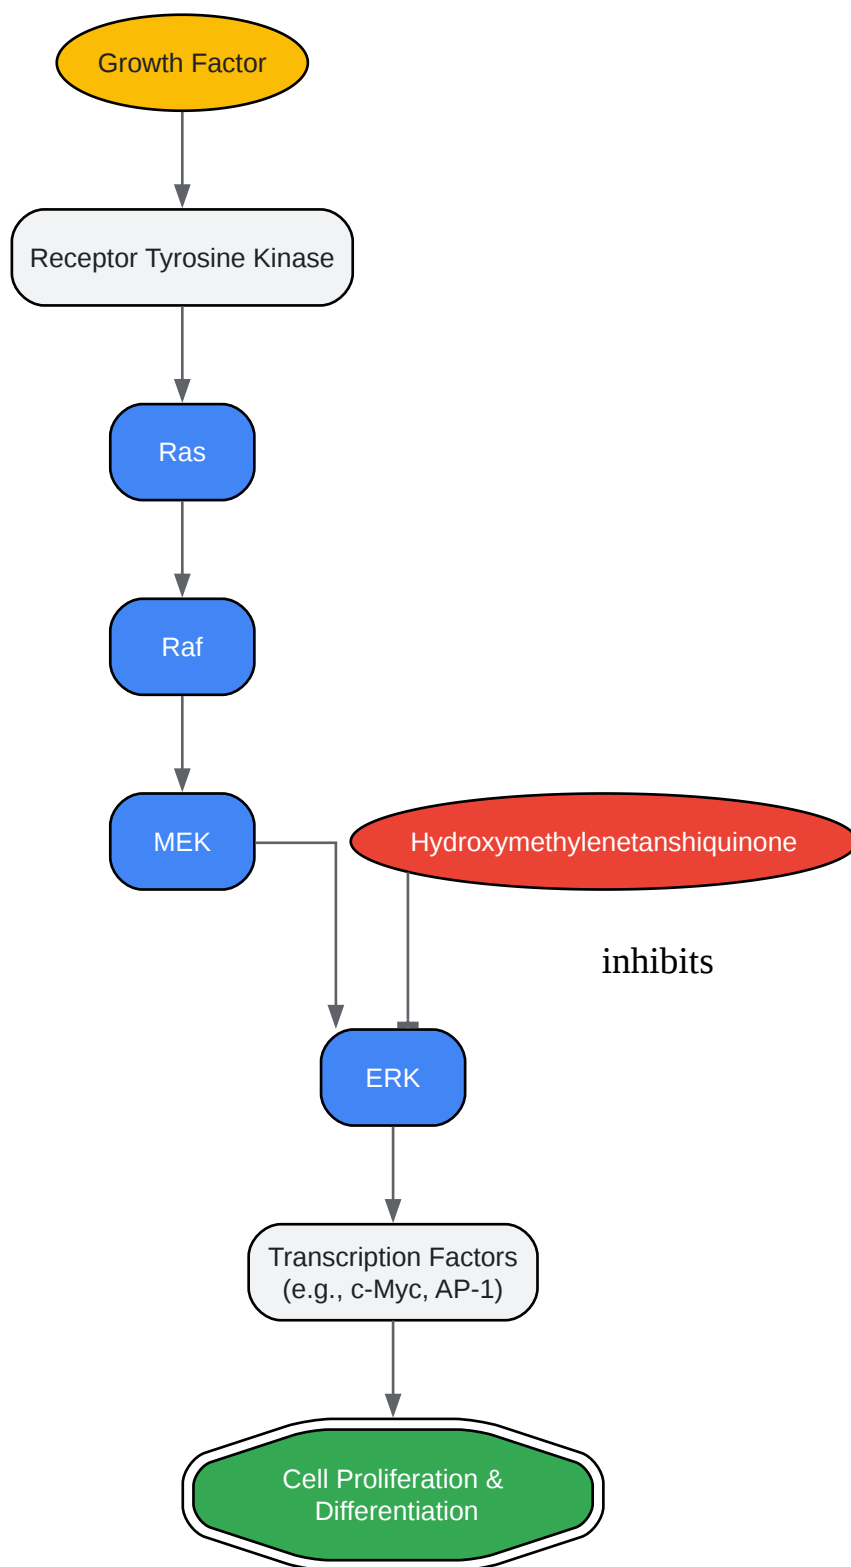 Growth Factor
Receptor Tyrosine Kinase
Ras
Raf
MEK
Hydroxymethylenetanshiquinone
inhibits
ERK
Transcription Factors
(e.g., c-Myc, AP-1)
Cell Proliferation &
Differentiation